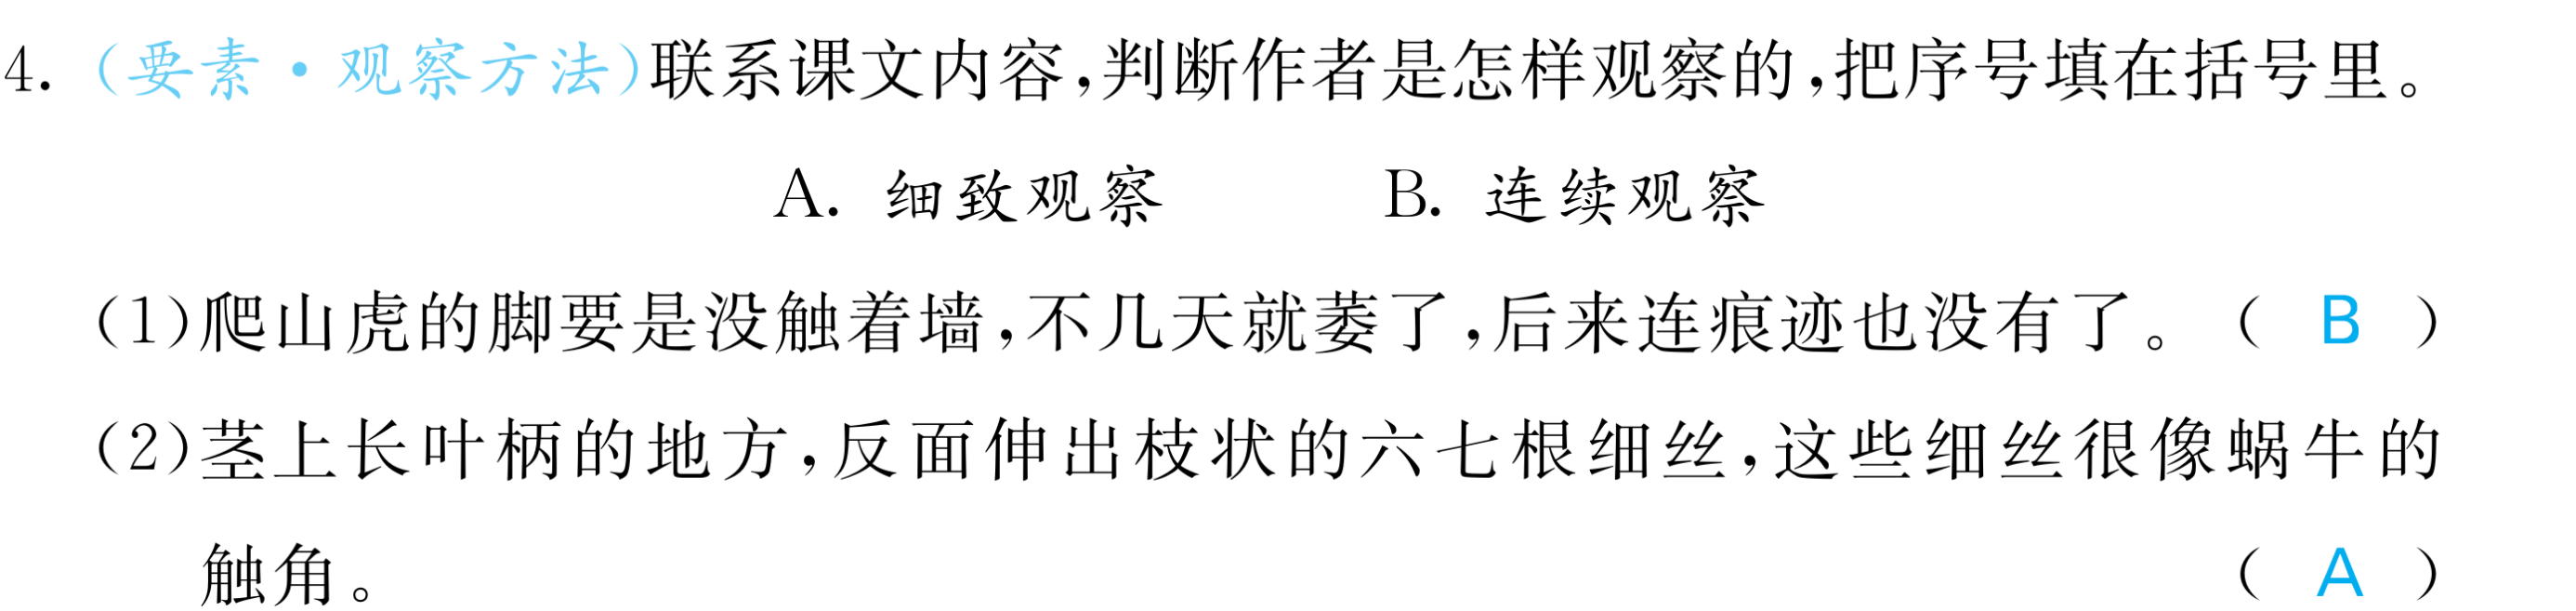 4.（要素·观察方法）联系课文内容，判断作者是怎样观察的，把序号填在括号里。
A. 细致观察 B. 连续观察
（1）爬山虎的脚要是没触着墙，不几天就萎了，后来连痕迹也没有了。（ B ）
（2）茎上长叶柄的地方，反面伸出枝状的六七根细丝，这些细丝很像蜗牛的
触角。（ A ）